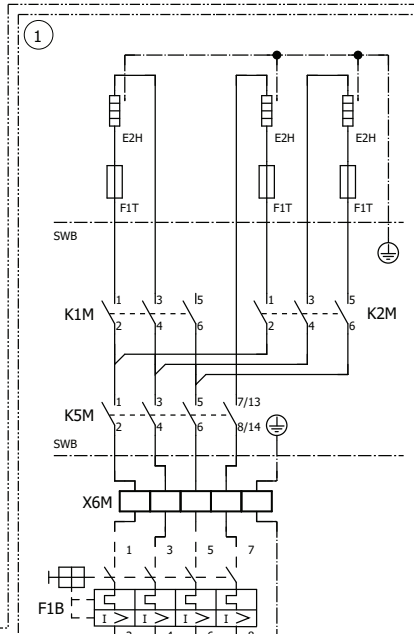 1
E2H E2H E2H
F1T F1T F1T
SWB
1 3 5 1 3 5
K1M K2M
2 4 6 2 4 6
1 3 5 7/13
K5M
2 4 6 8/14
SWB
X6M
1 3 5 7
F1B
I > I > I > I >
2 4 6 8